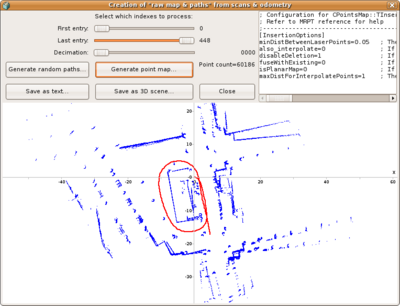 Creation of "raw map & paths" from scans & odometry
Select which indexes to process:
First entry: 0
Last entry: 448
Decimation: 0000
Generate random paths... Generate point map... Point count=60186
Save as text... Save as 3D scene... Close
; Configuration for CPointsMap::TInser
; Refer to MRPT reference for help
[InsertionOptions]
minDistBetweenLaserPoints=0.05 ; The
also_interpolate=0 ; If
disableDeletion=1 ; If
fuseWithExisting=0 ; If
isPlanarMap=0 ; If
maxDistForInterpolatePoints=1 ; The
20
10
-40 -20 -0 20 40 60 x
-10
-20
-30